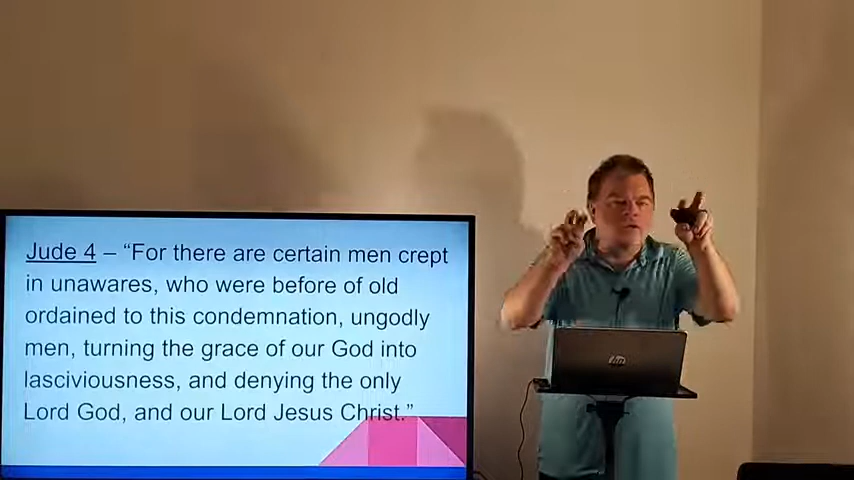 Jude 4 – “For there are certain men crept
in unawares, who were before of old
ordained to this condemnation, ungodly
men, turning the grace of our God into
lasciviousness, and denying the only
Lord God, and our Lord Jesus Christ.”
hp